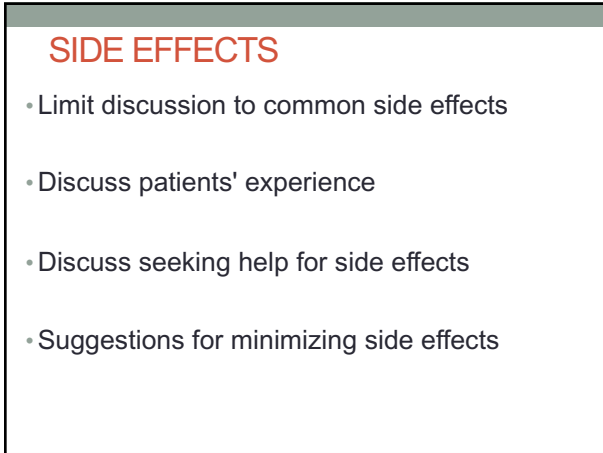 SIDE EFFECTS
• Limit discussion to common side effects
• Discuss patients' experience
• Discuss seeking help for side effects
• Suggestions for minimizing side effects